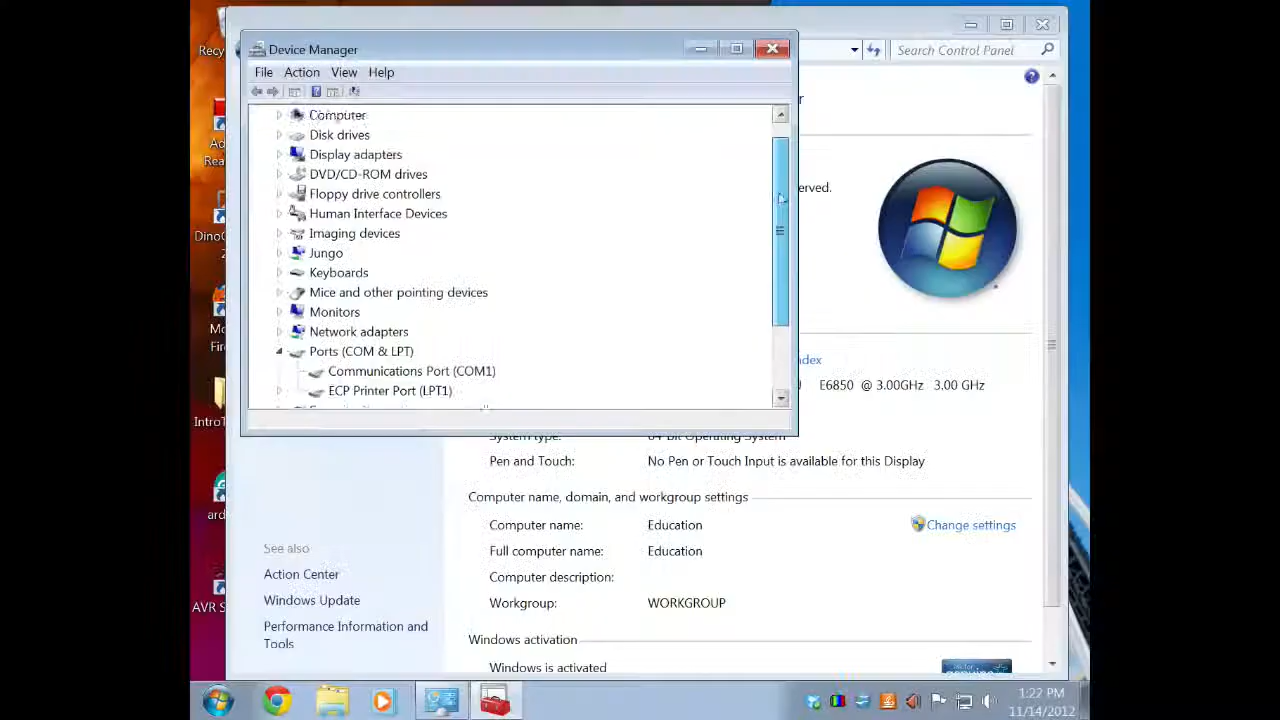 Recy
Device Manager
Search Control Panel
File Action View Help
r
Computer
Disk drives
Display adapters
DVD/CD-ROM drives
Floppy drive controllers
Human Interface Devices
Imaging devices
Jungo
Keyboards
Mice and other pointing devices
Monitors
Network adapters
Ports (COM & LPT)
Communications Port (COM1)
ECP Printer Port (LPT1)
erved.
ndex
E6850 @ 3.00GHz 3.00 GHz
System type: 64-bit Operating System
Pen and Touch: No Pen or Touch Input is available for this Display
Computer name, domain, and workgroup settings
Computer name: Education
Change settings
Full computer name: Education
Computer description:
Workgroup: WORKGROUP
Windows activation
Windows is activated
See also
Action Center
Windows Update
Performance Information and
Tools
Ad
Rea
Dino
Mo
Fire
Intro
ard
AVR S
1:22 PM
11/14/2012